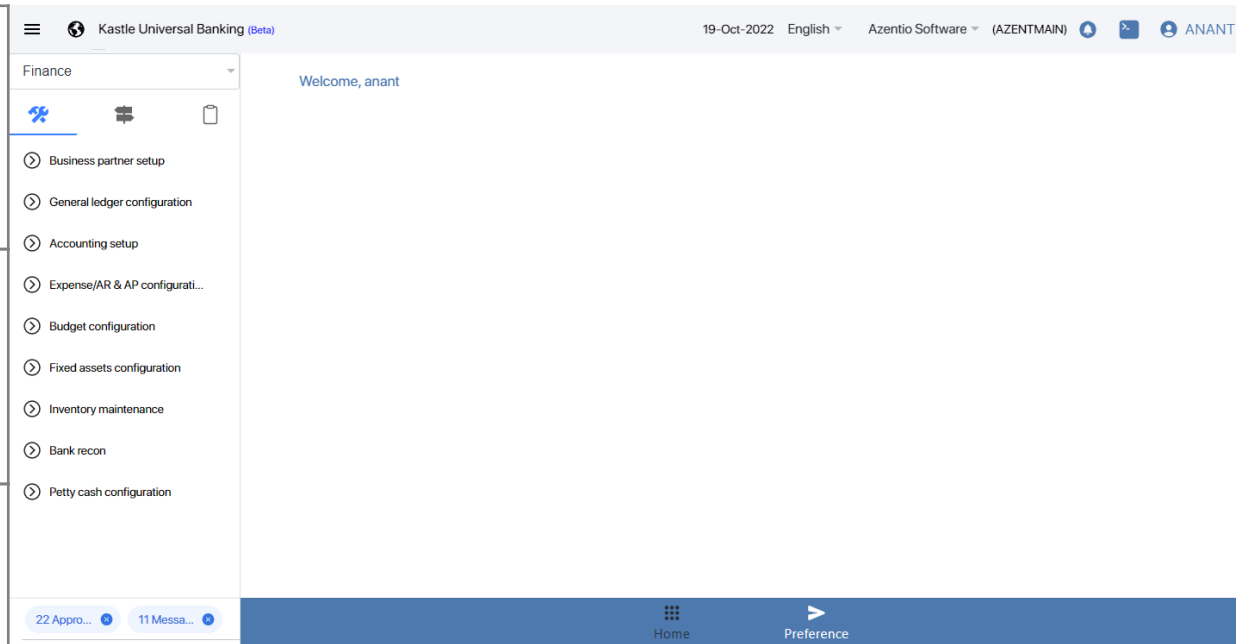 Kastle Universal Banking (Beta)
19-Oct-2022 English Azentio Software (AZENTMAIN) ANANT
Finance
Welcome, anant
Business partner setup
General ledger configuration
Accounting setup
Expense/AR & AP configurati...
Budget configuration
Fixed assets configuration
Inventory maintenance
Bank recon
Petty cash configuration
22 Appro... 11 Messa...
Home Preference